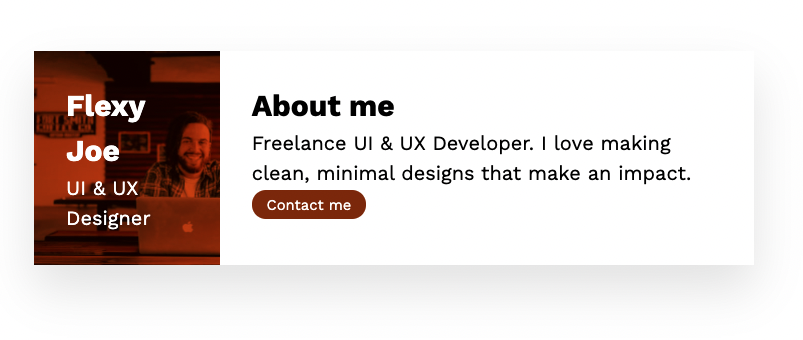 Flexy
Joe
UI & UX
Designer
About me
Freelance UI & UX Developer. I love making
clean, minimal designs that make an impact.
Contact me